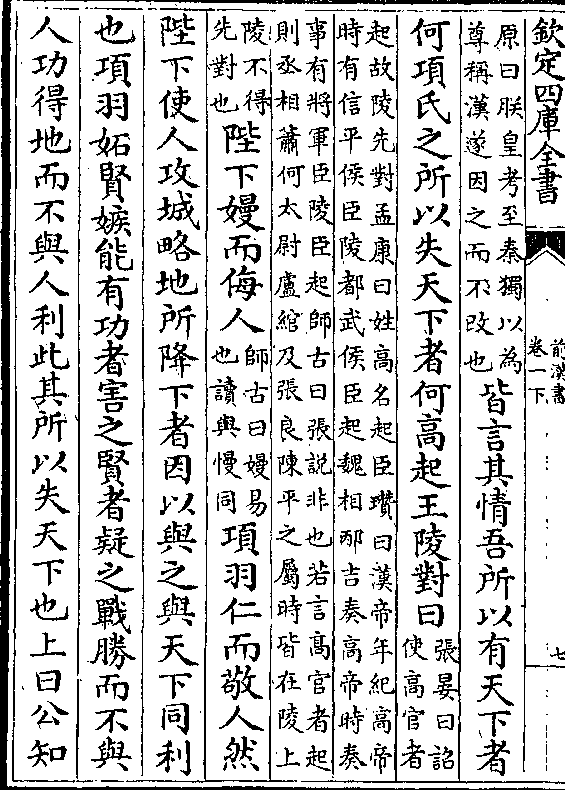 欽定四庫全書
前漢書
卷一下
七
原曰朕皇考至秦獨以為
尊稱漢遂因之而不改也
皆言其情吾所以有天下者
何項氏之所以失天下者何高起王陵對曰
張晏曰詔
使高官者
起故陵先對孟康曰姓高名起臣瓚曰漢帝年紀高帝
時有信平侯臣陵都武侯臣起魏相邴吉奏高帝時奏
事有將軍臣陵臣起師古曰張說非也若言高官者起
則丞相蕭何太尉盧綰及張良陳平之屬時皆在陵上
陵不得
先對也
陛下嫚而侮人
師古曰嫚易
也讀與慢同
項羽仁而敬人然
陛下使人攻城略地所降下者因以與之與天下同利
也項羽妬賢嫉能有功者害之賢者疑之戰勝而不與
人功得地而不與人利此其所以失天下也上曰公知